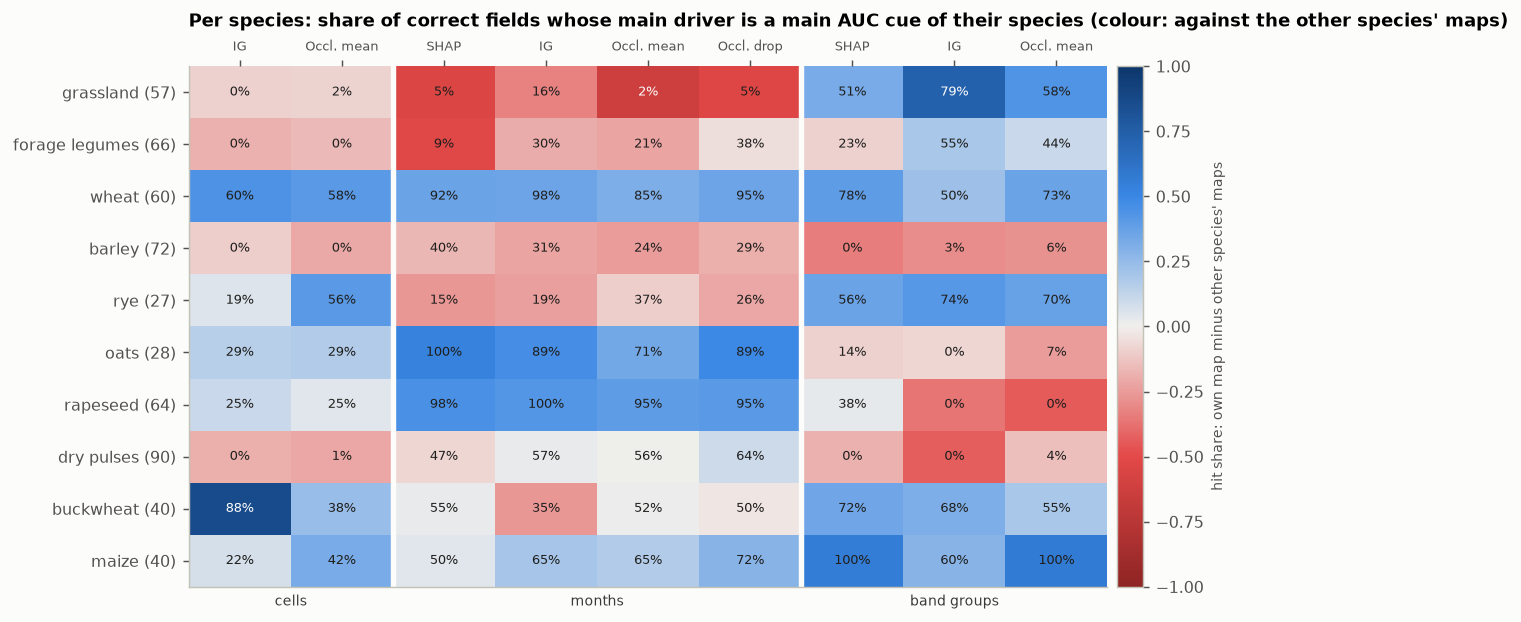 Per species: share of correct fields whose main driver is a main AUC cue of their species (colour: against the other species' maps)
IG Occl. mean SHAP IG Occl. mean Occl. drop SHAP IG Occl. mean
grassland (57) 0% 2% 5% 16% 2% 5% 51% 79% 58%
forage legumes (66) 0% 0% 9% 30% 21% 38% 23% 55% 44%
wheat (60) 60% 58% 92% 98% 85% 95% 78% 50% 73%
barley (72) 0% 0% 40% 31% 24% 29% 0% 3% 6%
rye (27) 19% 56% 15% 19% 37% 26% 56% 74% 70%
oats (28) 29% 29% 100% 89% 71% 89% 14% 0% 7%
rapeseed (64) 25% 25% 98% 100% 95% 95% 38% 0% 0%
dry pulses (90) 0% 1% 47% 57% 56% 64% 0% 0% 4%
buckwheat (40) 88% 38% 55% 35% 52% 50% 72% 68% 55%
maize (40) 22% 42% 50% 65% 65% 72% 100% 60% 100%
cells months band groups
1.00
0.75
0.50
0.25
0.00
−0.25
−0.50
−0.75
−1.00
hit share: own map minus other species' maps